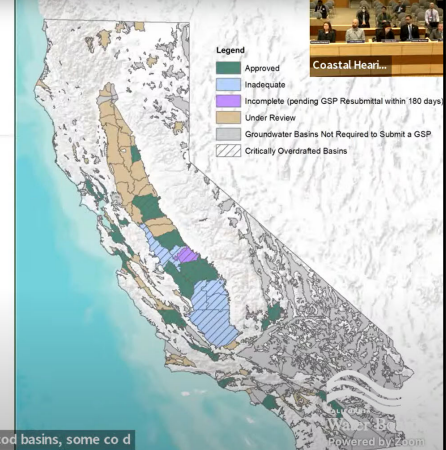 Legend
Approved
Inadequate
Incomplete (pending GSP Resubmittal within 180 days)
Under Review
Groundwater Basins Not Required to Submit a GSP
Critically Overdrafted Basins
Coastal Heari...
od basins, some co d
CALIFORNIA
Water
Powered by Zoom